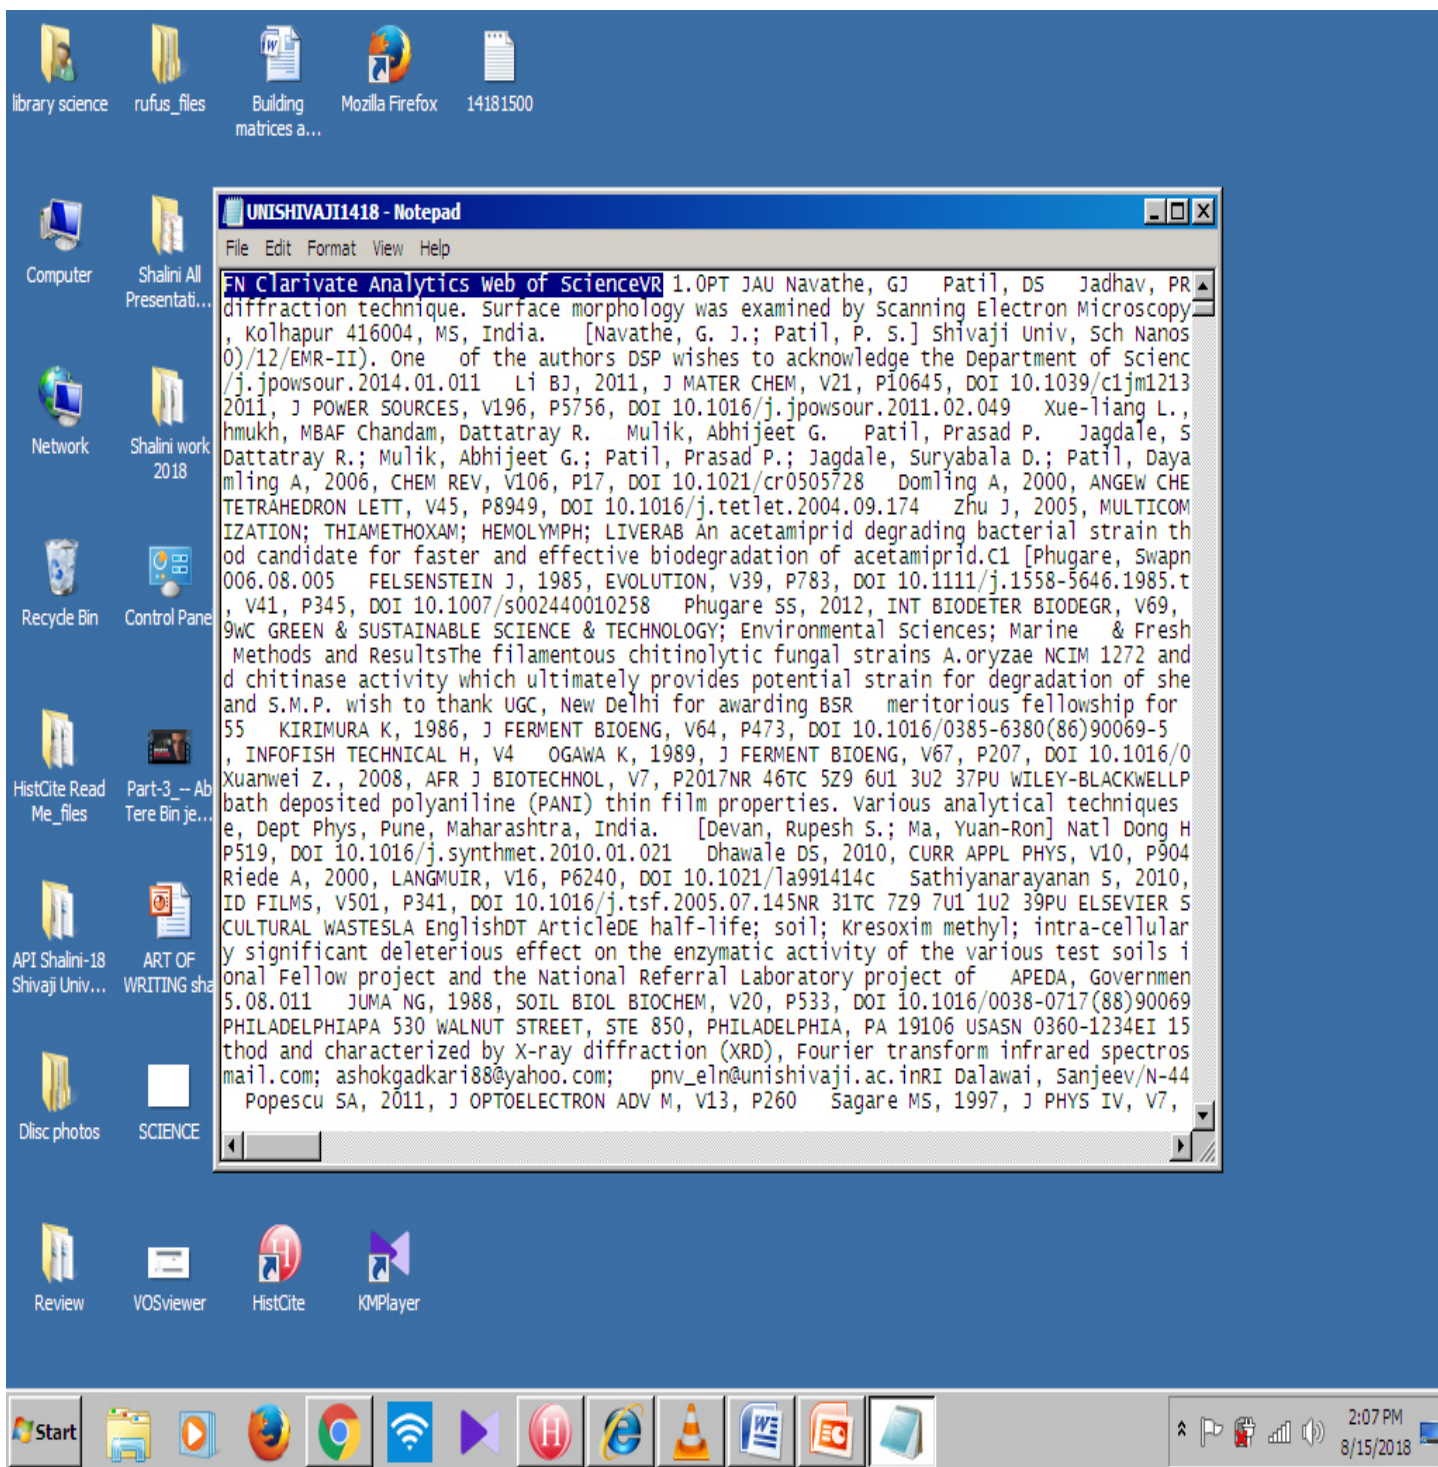 library science
rufus_files
Building
matrices a...
Mozilla Firefox
14181500
Computer
Shalini All
Presentati...
Network
Shalini work
2018
Recycle Bin
Control Pane
HistCite Read
Me_files
Part-3_-- Ab
Tere Bin je...
API Shalini-18
Shivaji Univ...
ART OF
WRITING sha
Dlisc photos
SCIENCE
Review
VOSviewer
HistCite
KMPlayer
UNISHIVAJI1418 - Notepad
File Edit Format View Help
FN Clarivate Analytics Web of ScienceVR 1.0PT JAU Navathe, GJ   Patil, DS   Jadhav, PR
diffraction technique. Surface morphology was examined by Scanning Electron Microscopy
, Kolhapur 416004, MS, India.   [Navathe, G. J.; Patil, P. S.] Shivaji Univ, Sch Nanos
0)/12/EMR-II). One   of the authors DSP wishes to acknowledge the Department of Scienc
/j.jpowsour.2014.01.011   Li BJ, 2011, J MATER CHEM, V21, P10645, DOI 10.1039/c1jm1213
2011, J POWER SOURCES, V196, P5756, DOI 10.1016/j.jpowsour.2011.02.049   Xue-liang L.,
hmukh, MBAF Chandam, Dattatray R.   Mulik, Abhijeet G.   Patil, Prasad P.   Jagdale, S
Dattatray R.; Mulik, Abhijeet G.; Patil, Prasad P.; Jagdale, Suryabala D.; Patil, Daya
mling A, 2006, CHEM REV, V106, P17, DOI 10.1021/cr0505728   Domling A, 2000, ANGEW CHE
TETRAHEDRON LETT, V45, P8949, DOI 10.1016/j.tetlet.2004.09.174   Zhu J, 2005, MULTICOM
IZATION; THIAMETHOXAM; HEMOLYMPH; LIVERAB An acetamiprid degrading bacterial strain th
od candidate for faster and effective biodegradation of acetamiprid.C1 [Phugare, Swapn
006.08.005   FELSENSTEIN J, 1985, EVOLUTION, V39, P783, DOI 10.1111/j.1558-5646.1985.t
, V41, P345, DOI 10.1007/s002440010258   Phugare SS, 2012, INT BIODETER BIODEGR, V69,
9WC GREEN & SUSTAINABLE SCIENCE & TECHNOLOGY; Environmental Sciences; Marine   & Fresh
Methods and ResultsThe filamentous chitinolytic fungal strains A.oryzae NCIM 1272 and
d chitinase activity which ultimately provides potential strain for degradation of she
and S.M.P. wish to thank UGC, New Delhi for awarding BSR   meritorious fellowship for
55   KIRIMURA K, 1986, J FERMENT BIOENG, V64, P473, DOI 10.1016/0385-6380(86)90069-5
, INFOFISH TECHNICAL H, V4   OGAWA K, 1989, J FERMENT BIOENG, V67, P207, DOI 10.1016/0
Xuanwei Z., 2008, AFR J BIOTECHNOL, V7, P2017NR 46TC 5Z9 6U1 3U2 37PU WILEY-BLACKWELLP
bath deposited polyaniline (PANI) thin film properties. Various analytical techniques
e, Dept Phys, Pune, Maharashtra, India.   [Devan, Rupesh S.; Ma, Yuan-Ron] Natl Dong H
P519, DOI 10.1016/j.synthmet.2010.01.021   Dhawale DS, 2010, CURR APPL PHYS, V10, P904
Riede A, 2000, LANGMUIR, V16, P6240, DOI 10.1021/la991414c   Sathiyanarayanan S, 2010,
ID FILMS, V501, P341, DOI 10.1016/j.tsf.2005.07.145NR 31TC 7Z9 7U1 1U2 39PU ELSEVIER S
CULTURAL WASTESLA EnglishDT ArticleDE half-life; soil; Kresoxim methyl; intra-cellular
y significant deleterious effect on the enzymatic activity of the various test soils i
onal Fellow project and the National Referral Laboratory project of   APEDA, Governmen
5.08.011   JUMA NG, 1988, SOIL BIOL BIOCHEM, V20, P533, DOI 10.1016/0038-0717(88)90069
PHILADELPHIAPA 530 WALNUT STREET, STE 850, PHILADELPHIA, PA 19106 USASN 0360-1234EI 15
thod and characterized by X-ray diffraction (XRD), Fourier transform infrared spectros
mail.com; ashokgadkari88@yahoo.com;   pnv_eln@unishivaji.ac.inRI Dalawai, Sanjeev/N-44
Popescu SA, 2011, J OPTOELECTRON ADV M, V13, P260   Sagare MS, 1997, J PHYS IV, V7,
Start
2:07 PM
8/15/2018